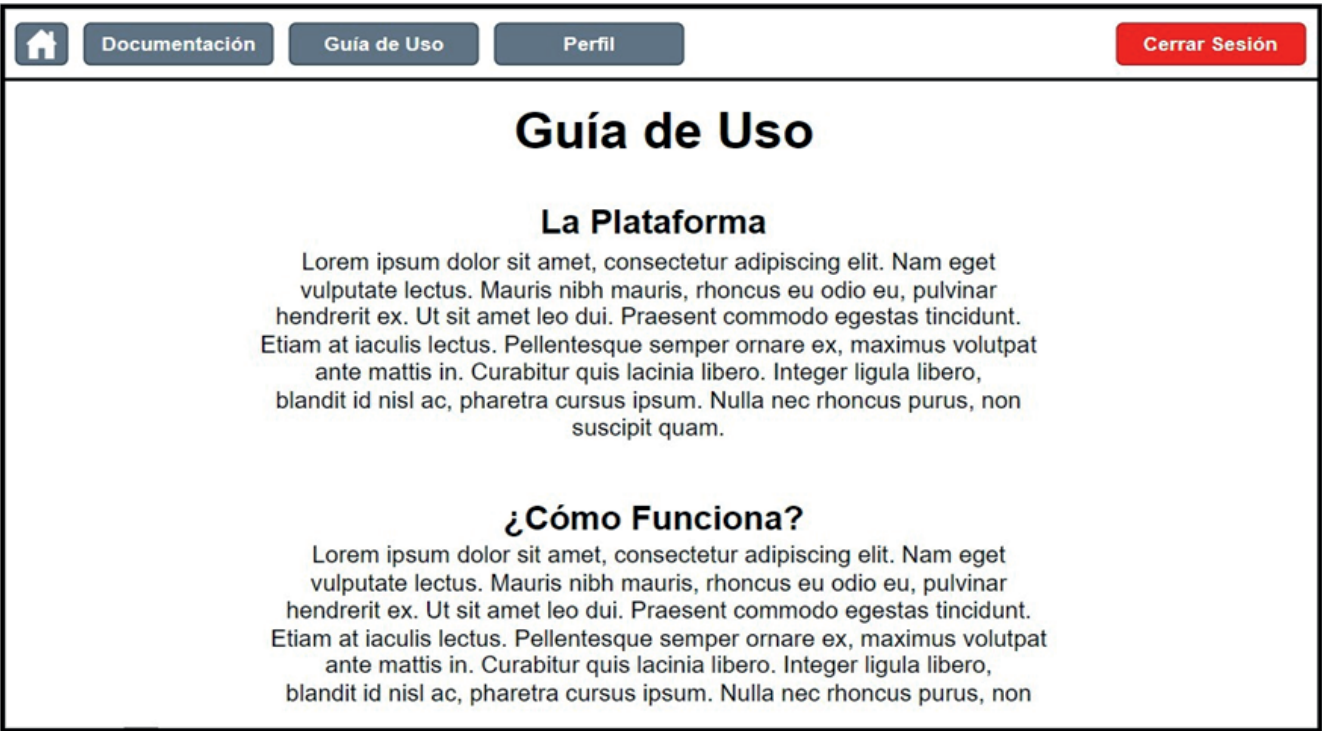 Documentación
Guía de Uso
Perfil
Cerrar Sesión
Guía de Uso
La Plataforma
Lorem ipsum dolor sit amet, consectetur adipiscing elit. Nam eget
vulputate lectus. Mauris nibh mauris, rhoncus eu odio eu, pulvinar
hendrerit ex. Ut sit amet leo dui. Praesent commodo egestas tincidunt.
Etiam at iaculis lectus. Pellentesque semper ornare ex, maximus volutpat
ante mattis in. Curabitur quis lacinia libero. Integer ligula libero,
blandit id nisl ac, pharetra cursus ipsum. Nulla nec rhoncus purus, non
suscipit quam.
¿Cómo Funciona?
Lorem ipsum dolor sit amet, consectetur adipiscing elit. Nam eget
vulputate lectus. Mauris nibh mauris, rhoncus eu odio eu, pulvinar
hendrerit ex. Ut sit amet leo dui. Praesent commodo egestas tincidunt.
Etiam at iaculis lectus. Pellentesque semper ornare ex, maximus volutpat
ante mattis in. Curabitur quis lacinia libero. Integer ligula libero,
blandit id nisl ac, pharetra cursus ipsum. Nulla nec rhoncus purus, non